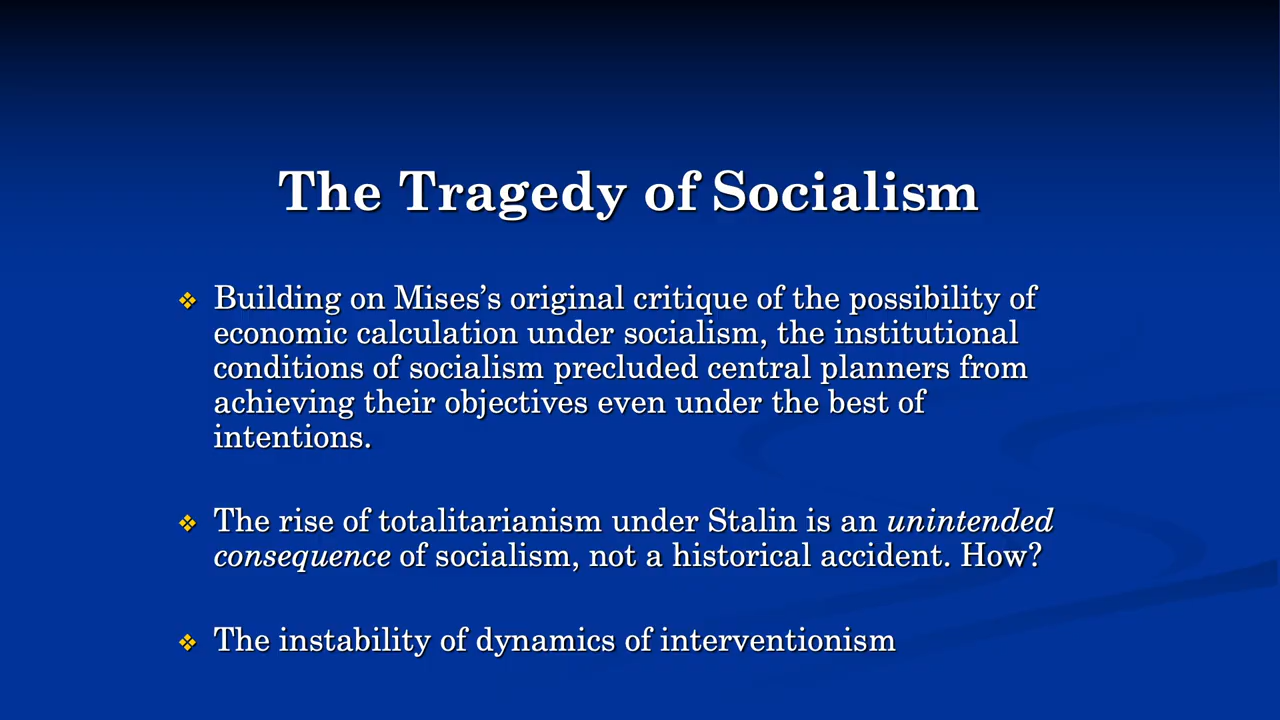 The Tragedy of Socialism
❖ Building on Mises’s original critique of the possibility of
economic calculation under socialism, the institutional
conditions of socialism precluded central planners from
achieving their objectives even under the best of
intentions.
❖ The rise of totalitarianism under Stalin is an unintended
consequence of socialism, not a historical accident. How?
❖ The instability of dynamics of interventionism